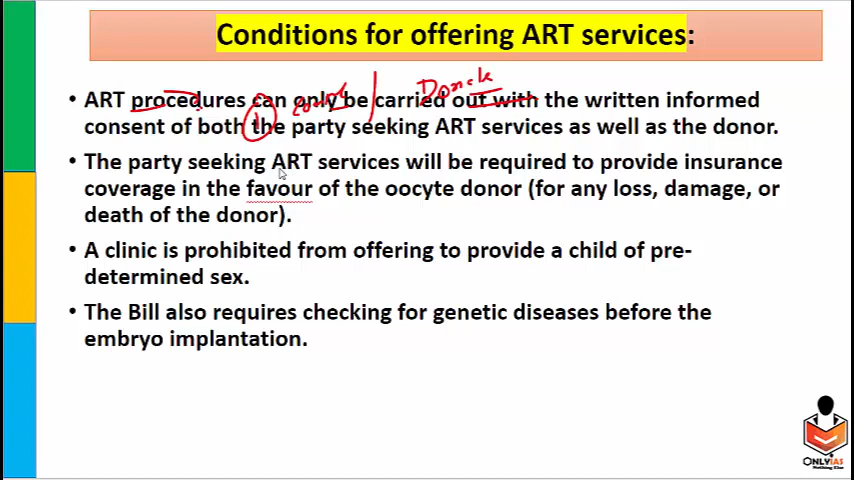 Conditions for offering ART services:
• ART procedures can only be carried out with the written informed
consent of both the party seeking ART services as well as the donor.
• The party seeking ART services will be required to provide insurance
coverage in the favour of the oocyte donor (for any loss, damage, or
death of the donor).
• A clinic is prohibited from offering to provide a child of pre-
determined sex.
• The Bill also requires checking for genetic diseases before the
embryo implantation.
ONLYIAS
Nothing Else